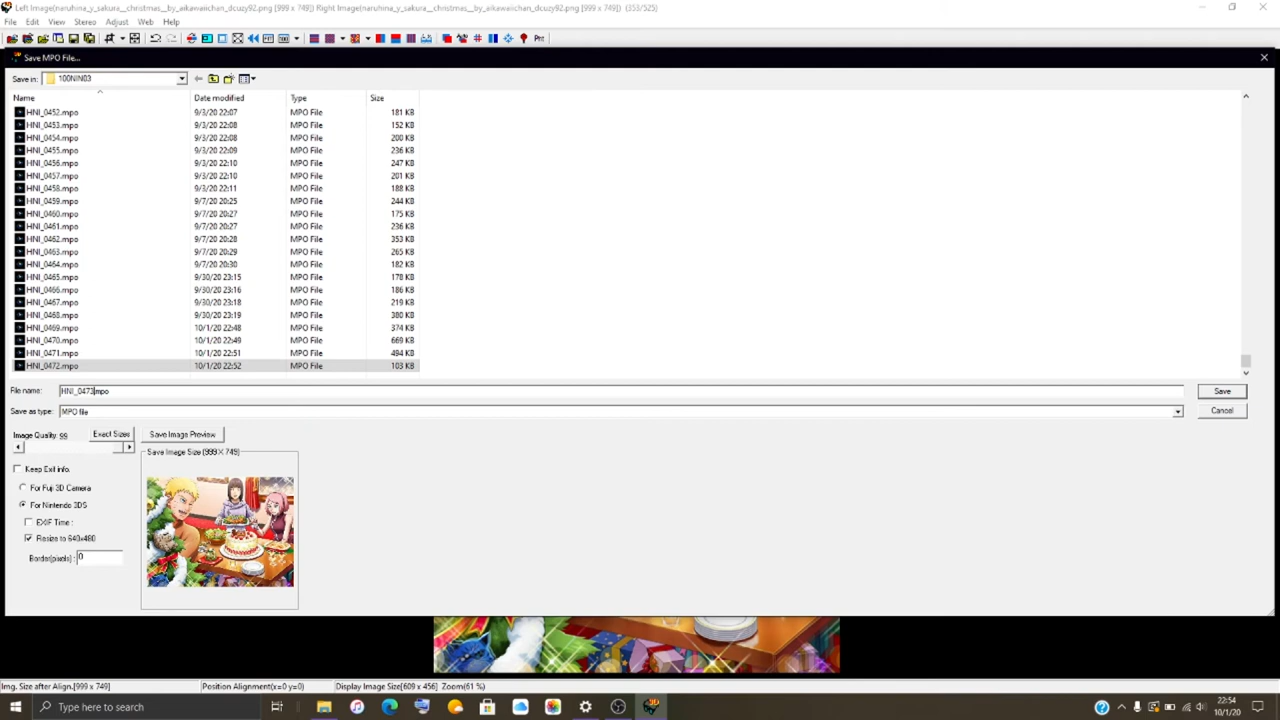 Left Image(naruhina_y_sakura__christmas__by_aikawaiichan_dcuzy92.png [999 x 749]) Right Image(naruhina_y_sakura__christmas__by_aikawaiichan_dcuzy92.png [999 x 749]) (353/525)
File Edit View Stereo Adjust Web Help
Save MPO File...
Save in: 100NIN03
Name Date modified Type Size
HNI_0452.mpo 9/3/20 22:07 MPO File 181 KB
HNI_0453.mpo 9/3/20 22:08 MPO File 152 KB
HNI_0454.mpo 9/3/20 22:08 MPO File 200 KB
HNI_0455.mpo 9/3/20 22:09 MPO File 236 KB
HNI_0456.mpo 9/3/20 22:10 MPO File 247 KB
HNI_0457.mpo 9/3/20 22:10 MPO File 201 KB
HNI_0458.mpo 9/3/20 22:11 MPO File 188 KB
HNI_0459.mpo 9/7/20 20:25 MPO File 244 KB
HNI_0460.mpo 9/7/20 20:27 MPO File 175 KB
HNI_0461.mpo 9/7/20 20:27 MPO File 236 KB
HNI_0462.mpo 9/7/20 20:28 MPO File 353 KB
HNI_0463.mpo 9/7/20 20:29 MPO File 265 KB
HNI_0464.mpo 9/7/20 20:30 MPO File 182 KB
HNI_0465.mpo 9/30/20 23:15 MPO File 178 KB
HNI_0466.mpo 9/30/20 23:16 MPO File 186 KB
HNI_0467.mpo 9/30/20 23:18 MPO File 219 KB
HNI_0468.mpo 9/30/20 23:19 MPO File 380 KB
HNI_0469.mpo 10/1/20 22:48 MPO File 374 KB
HNI_0470.mpo 10/1/20 22:49 MPO File 669 KB
HNI_0471.mpo 10/1/20 22:51 MPO File 494 KB
HNI_0472.mpo 10/1/20 22:52 MPO File 103 KB
File name: HNI_0473.mpo Save
Save as type: MPO file Cancel
Image Quality: 99 Exact Sizes Save Image Preview
Save Image Size (999×749)
Keep Exit info.
For Fuji 3D Camera
For Nintendo 3DS
EXIF Time :
Resize to 640x480
Border(pixels) : 0
Img. Size after Align.[999 x 749] Position Alignment(x=0 y=0) Display Image Size[609 x 456] Zoom(61 %)
Type here to search
22:54
10/1/20